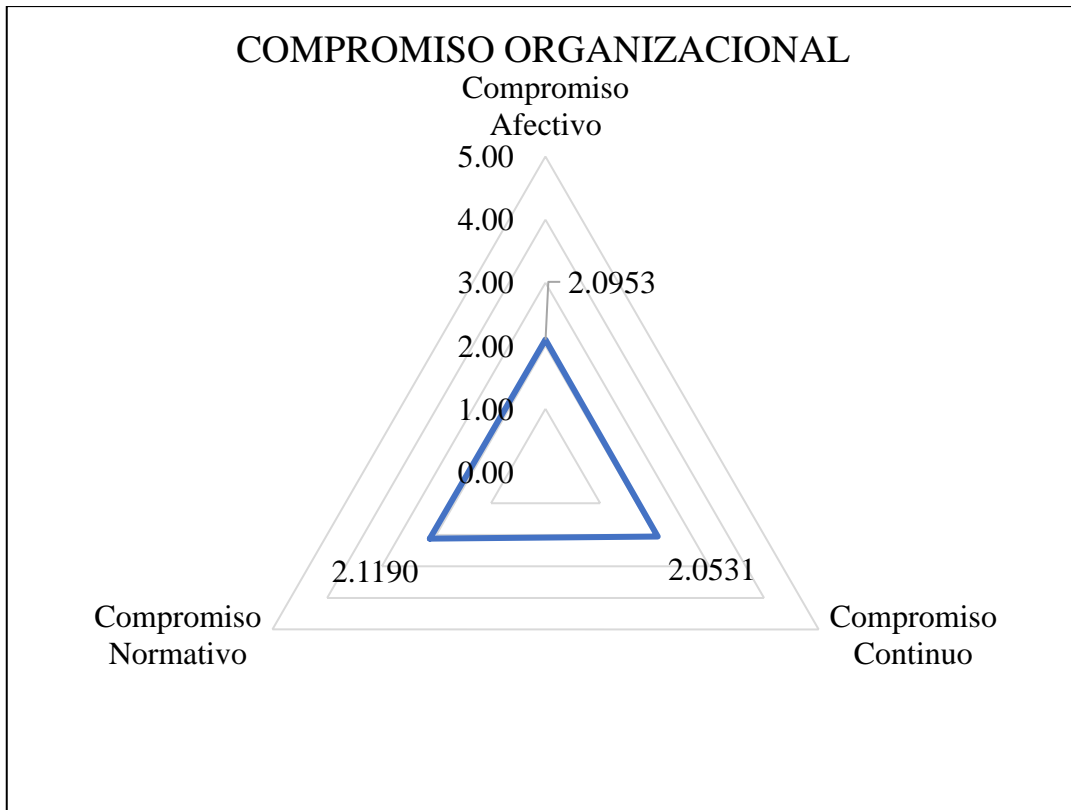 COMPROMISO ORGANIZACIONAL
Compromiso
Afectivo
5.00
4.00
3.00
2.0953
2.00
1.00
0.00
2.1190
2.0531
Compromiso
Normativo
Compromiso
Continuo